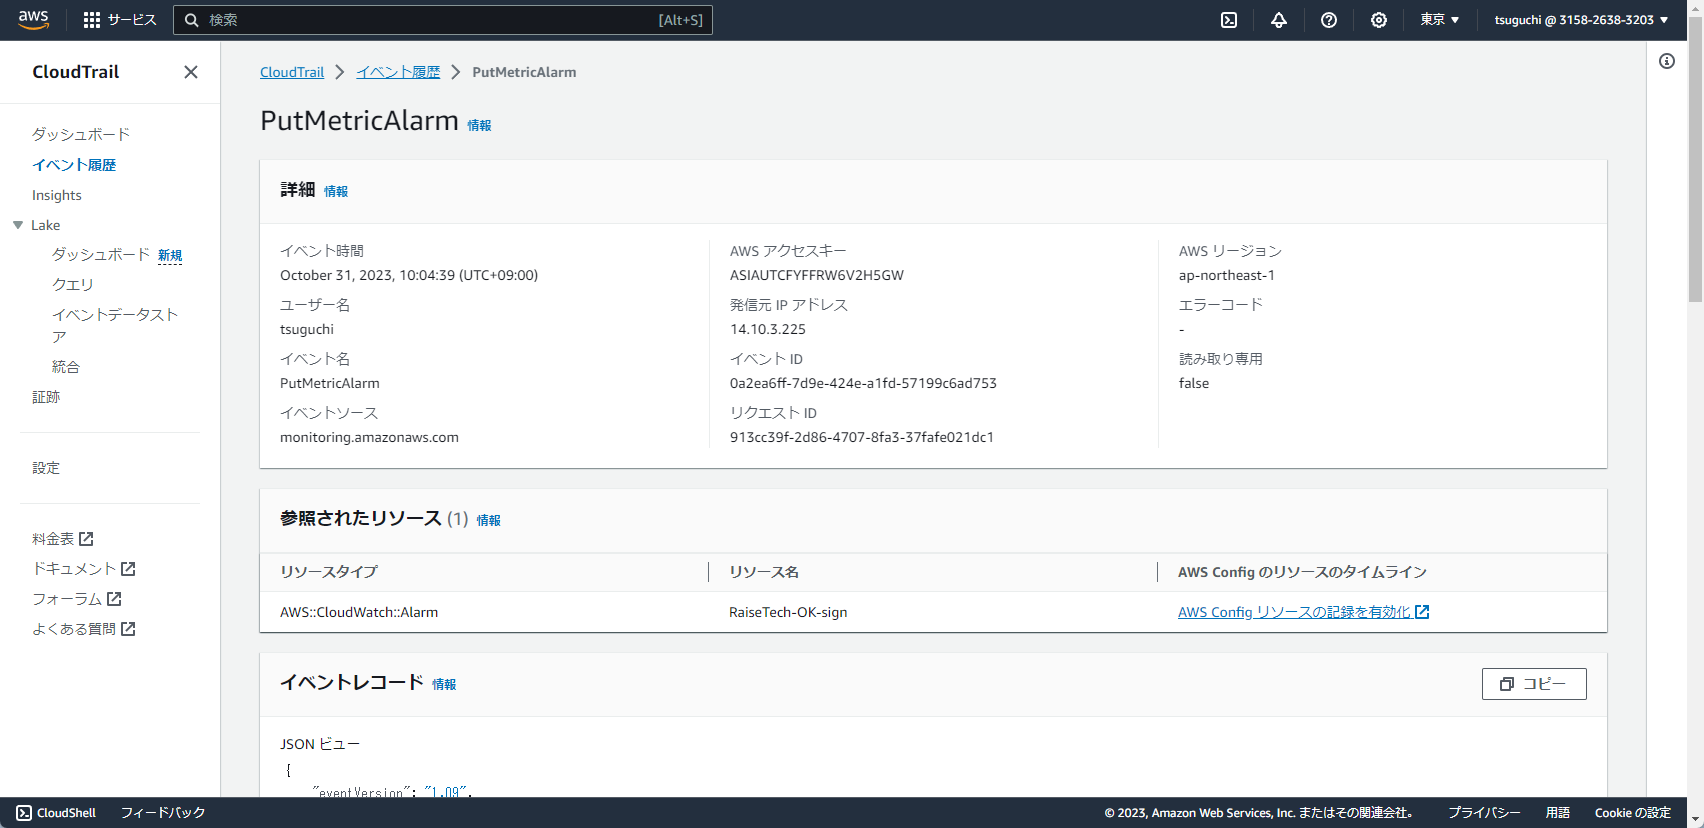 aws
サービス
検索
[Alt+S]
東京 ▼
tsuguchi @ 3158-2638-3203 ▼
CloudTrail
ダッシュボード
イベント履歴
Insights
Lake
ダッシュボード 新規
クエリ
イベントデータスト
ア
統合
証跡
設定
料金表
ドキュメント
フォーラム
よくある質問
CloudTrail > イベント履歴 > PutMetricAlarm
PutMetricAlarm 情報
詳細 情報
イベント時間
October 31, 2023, 10:04:39 (UTC+09:00)
ユーザー名
tsuguchi
イベント名
PutMetricAlarm
イベントソース
monitoring.amazonaws.com
AWS アクセスキー
ASIAUTCFYFFRW6V2H5GW
発信元 IP アドレス
14.10.3.225
イベント ID
0a2ea6ff-7d9e-424e-a1fd-57199c6ad753
リクエスト ID
913cc39f-2d86-4707-8fa3-37fafe021dc1
AWS リージョン
ap-northeast-1
エラーコード
-
読み取り専用
false
参照されたリソース (1) 情報
リソースタイプ
リソース名
AWS Config のリソースのタイムライン
AWS::CloudWatch::Alarm
RaiseTech-OK-sign
AWS Config リソースの記録を有効化
イベントレコード 情報
コピー
JSON ビュー
{
"eventVersion": "1.09",
CloudShell
フィードバック
© 2023, Amazon Web Services, Inc. またはその関連会社。
プライバシー
用語
Cookie の設定